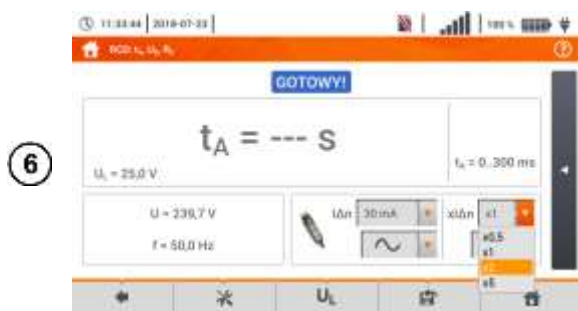 11:33:44 2018-07-23 100 %
RCD: tₐ, Uᵦ, Rₑ
GOTOWY!
6
tA = --- s
UL = 25,0 V
tA = 0..300 ms
U = 239,7 V
f = 50,0 Hz
IΔn 30 mA xIΔn x1
x0,5
x1
x2
x5
UL